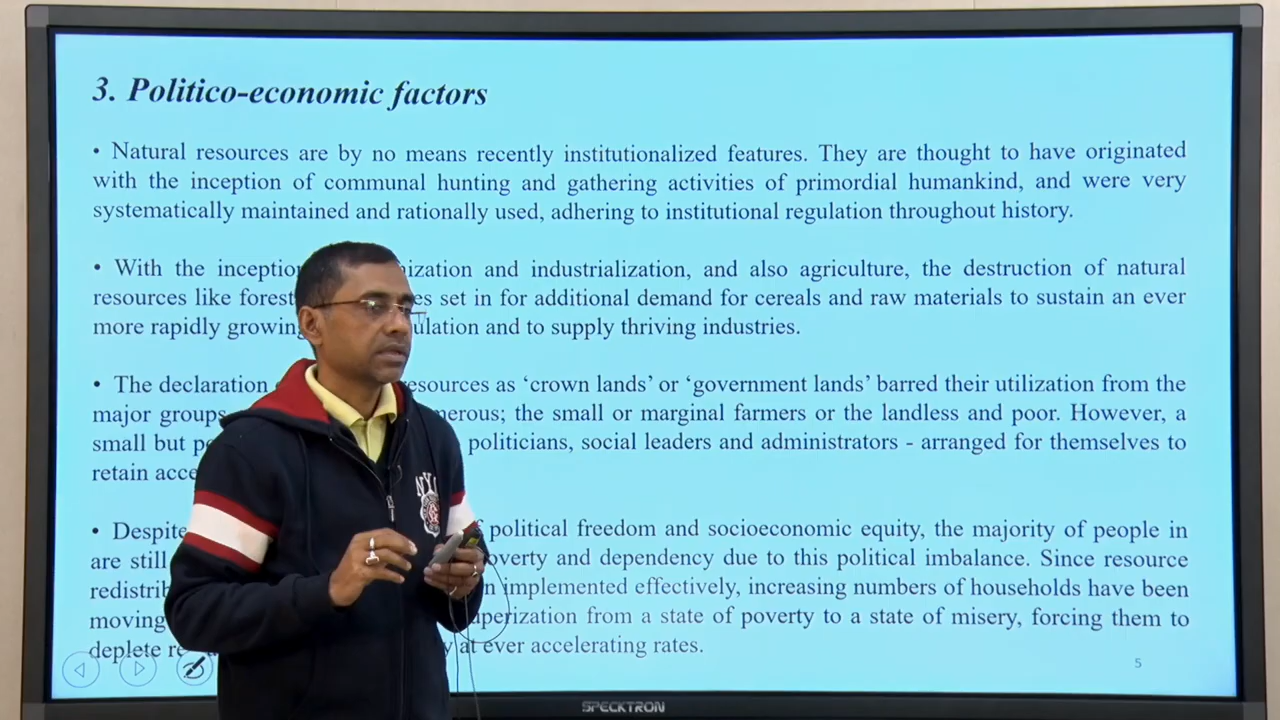 3. Politico-economic factors
• Natural resources are by no means recently institutionalized features. They are thought to have originated
with the inception of communal hunting and gathering activities of primordial humankind, and were very
systematically maintained and rationally used, adhering to institutional regulation throughout history.
• With the inception and industrialization, and also agriculture, the destruction of natural
resources like set in for additional demand for cereals and raw materials to sustain an ever
more rapidly growing and to supply thriving industries.
• The declaration resources as ‘crown lands’ or ‘government lands’ barred their utilization from the
major groups the small or marginal farmers or the landless and poor. However, a
small but politicians, social leaders and administrators - arranged for themselves to
retain
• Despite political freedom and socioeconomic equity, the majority of people in
are still poverty and dependency due to this political imbalance. Since resource
implemented effectively, increasing numbers of households have been
moving from a state of poverty to a state of misery, forcing them to
deplete at ever accelerating rates.
5
NYU
SPECKTRON